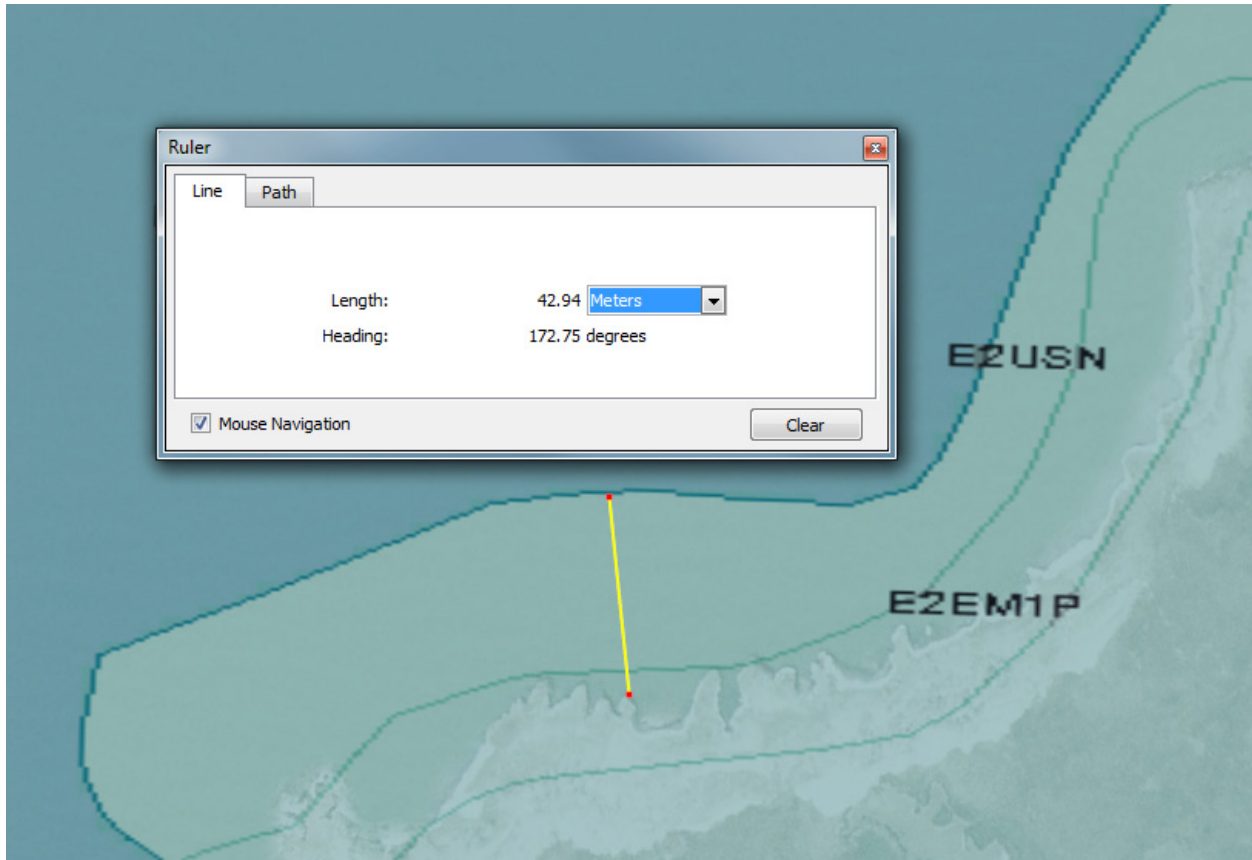 Ruler
Line Path
Length: 42.94 Meters
Heading: 172.75 degrees
Mouse Navigation Clear
E2USN
E2EM1P